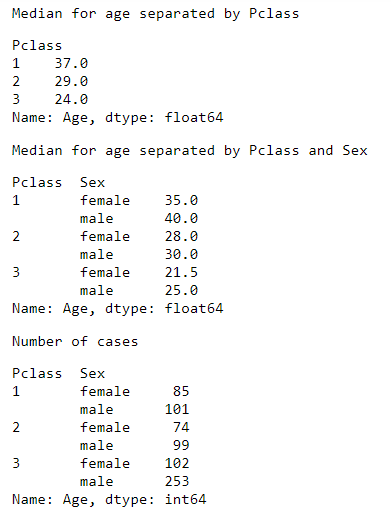 Median for age separated by Pclass
Pclass
1    37.0
2    29.0
3    24.0
Name: Age, dtype: float64
Median for age separated by Pclass and Sex
Pclass  Sex
1       female    35.0
        male      40.0
2       female    28.0
        male      30.0
3       female    21.5
        male      25.0
Name: Age, dtype: float64
Number of cases
Pclass  Sex
1       female     85
        male      101
2       female     74
        male       99
3       female    102
        male      253
Name: Age, dtype: int64